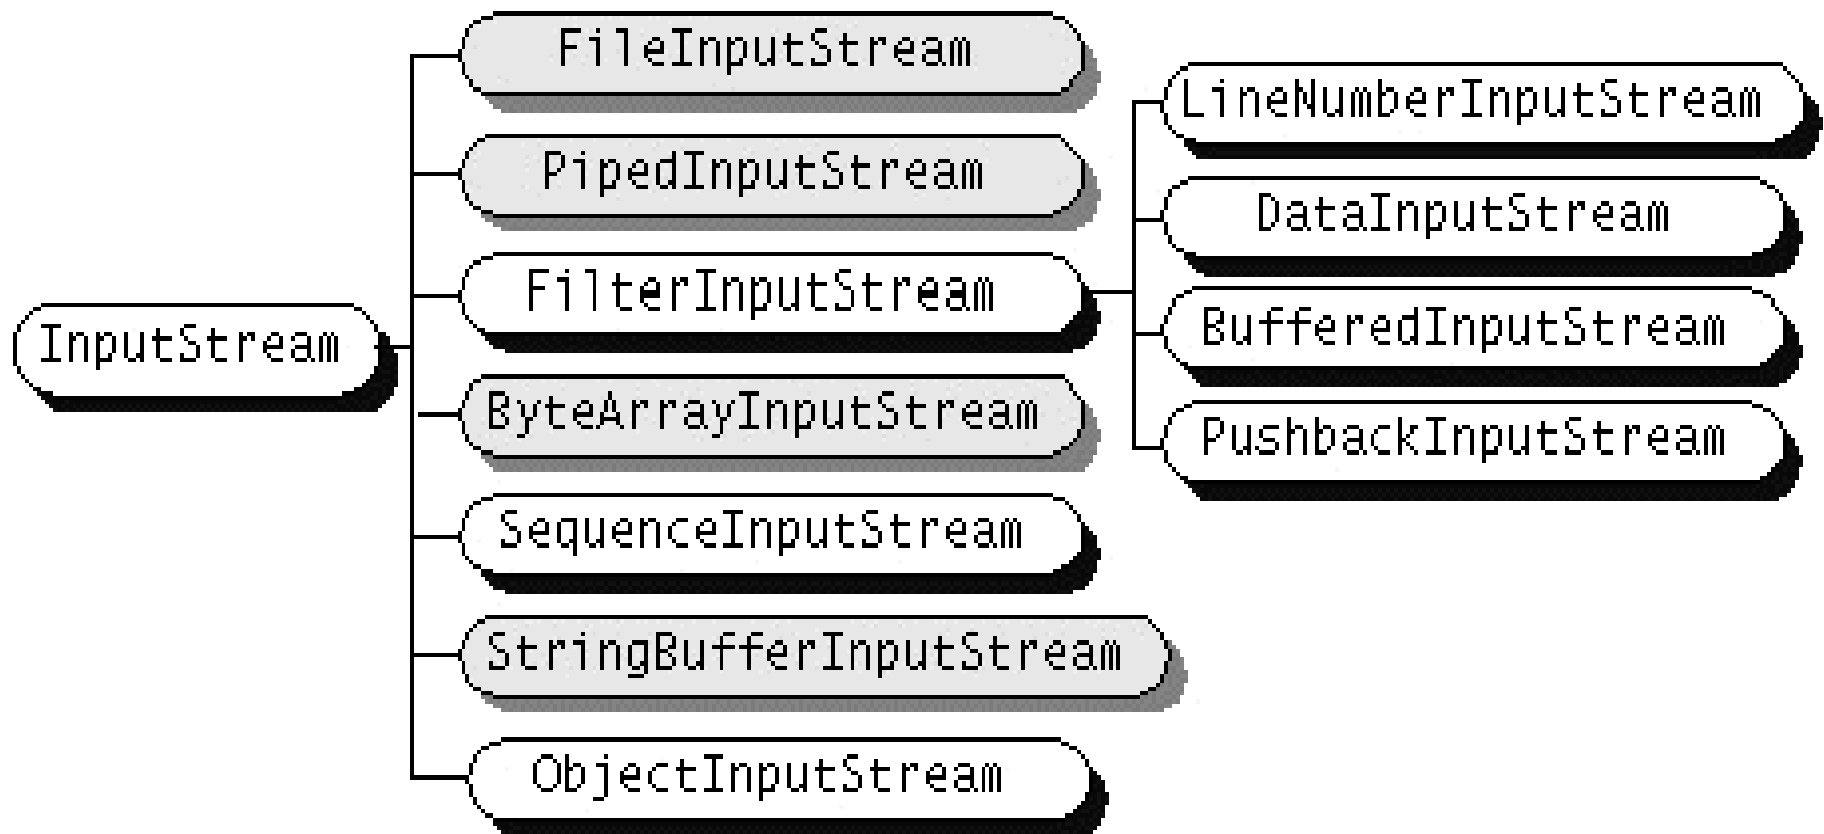 InputStream
FileInputStream
PipedInputStream
FilterInputStream
ByteArrayInputStream
SequenceInputStream
StringBufferInputStream
ObjectInputStream
LineNumberInputStream
DataInputStream
BufferedInputStream
PushbackInputStream